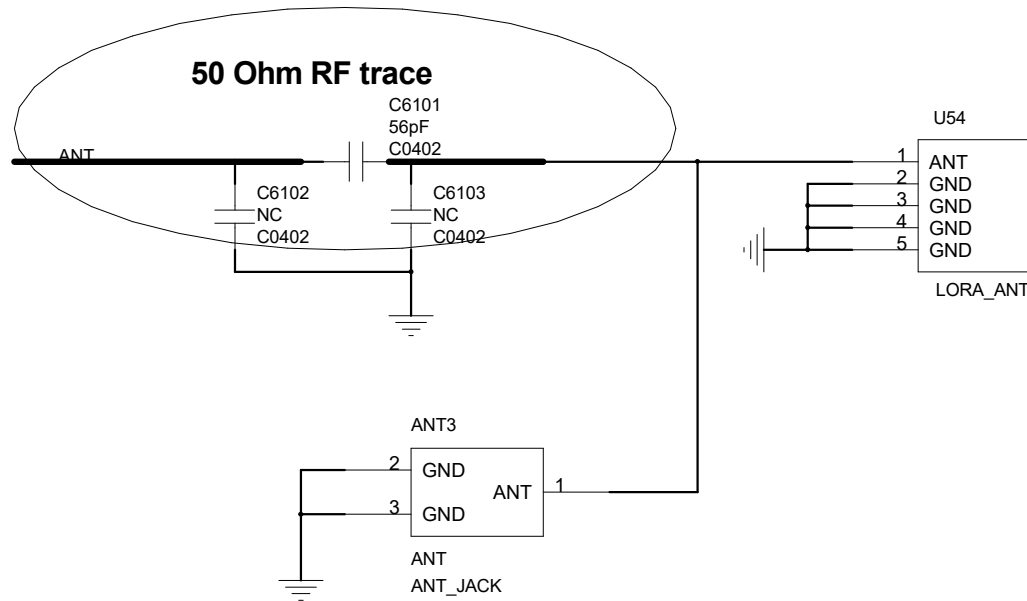 50 Ohm RF trace
C6101
56pF
C0402
ANT
C6102
NC
C0402
C6103
NC
C0402
U54
1 ANT
2 GND
3 GND
4 GND
5 GND
LORA_ANT
ANT3
2 GND
ANT 1
3 GND
ANT
ANT_JACK